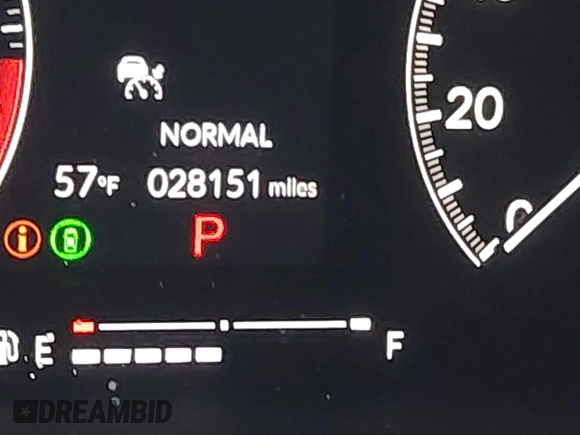 20
NORMAL
57°F 028151 miles
0
i P
E F
DREAMBID